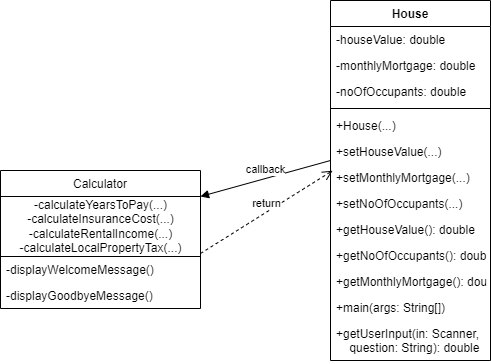 House
-houseValue: double
-monthlyMortgage: double
-noOfOccupants: double
+House(...)
+setHouseValue(...)
+setMonthlyMortgage(...)
+setNoOfOccupants(...)
+getHouseValue(): double
+getNoOfOccupants(): doub
+getMonthlyMortgage(): dou
+main(args: String[])
+getUserInput(in: Scanner,
question: String): double
callback
return
Calculator
-calculateYearsToPay(...)
-calculateInsuranceCost(...)
-calculateRentalIncome(...)
-calculateLocalPropertyTax(...)
-displayWelcomeMessage()
-displayGoodbyeMessage()